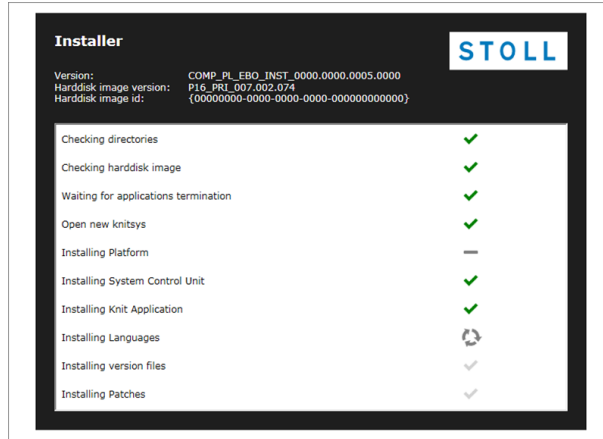 Installer
STOLL
Version: COMP_PL_EBO_INST_0000.0000.0005.0000
Harddisk image version: P16_PRI_007.002.074
Harddisk image id: {00000000-0000-0000-0000-000000000000}
Checking directories
Checking harddisk image
Waiting for applications termination
Open new knitsys
Installing Platform
Installing System Control Unit
Installing Knit Application
Installing Languages
Installing version files
Installing Patches